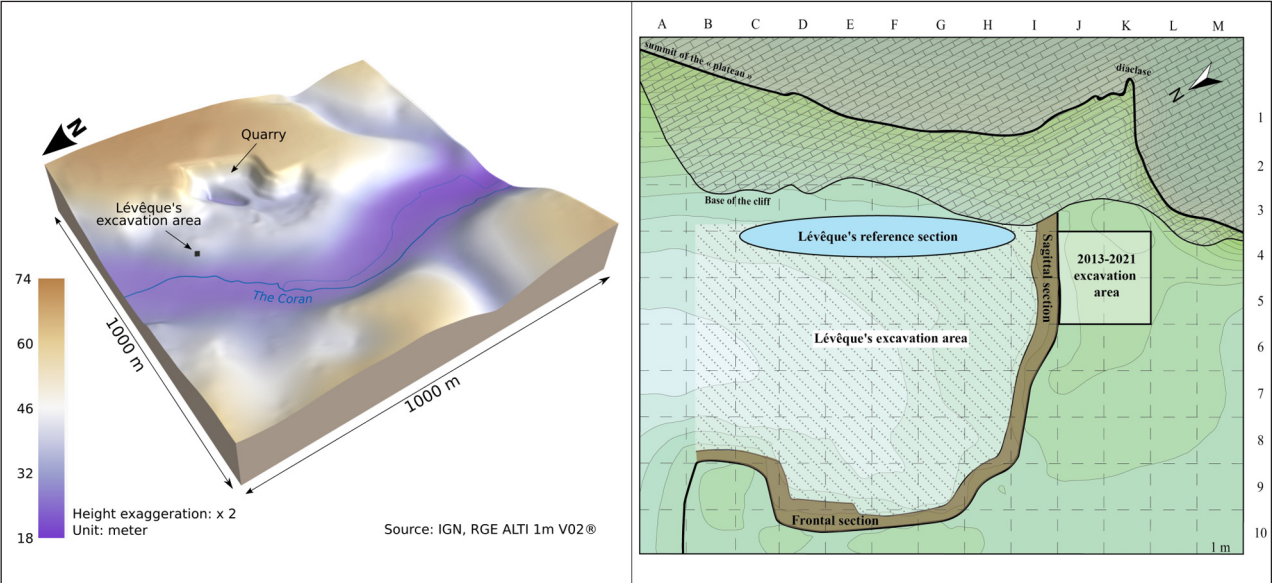 N
Quarry
Lévêque's
excavation area
The Coran
74
60
46
32
18
1000 m
1000 m
Height exaggeration: x 2
Unit: meter
Source: IGN, RGE ALTI 1m V02®
A B C D E F G H I J K L M
summit of the « plateau »
diaclase
N
1
2
3
4
5
6
7
8
9
10
Base of the cliff
Lévêque's reference section
Sagittal section
2013-2021
excavation
area
Lévêque's excavation area
Frontal section
1 m